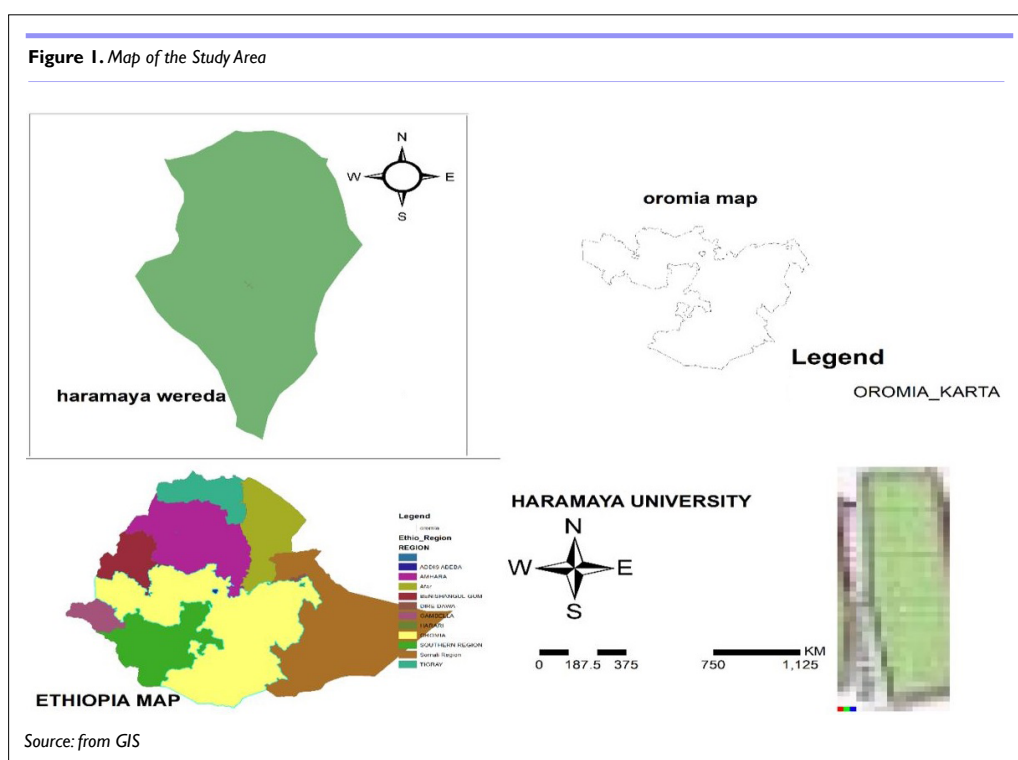 Figure 1. Map of the Study Area
N
W E
S
haramaya wereda
oromia map
Legend
OROMIA_KARTA
Legend
oromia
Ethio_Region
REGION
ADDIS ABEBA
AMHARA
BENISHANGUL GUM
DIRE DAWA
GAMBELLA
HARARI
OROMIA
SOUTHERN REGION
Somali Region
TIGRAY
ETHIOPIA MAP
HARAMAYA UNIVERSITY
N
W E
S
KM
0 187.5 375 750 1,125
Source: from GIS